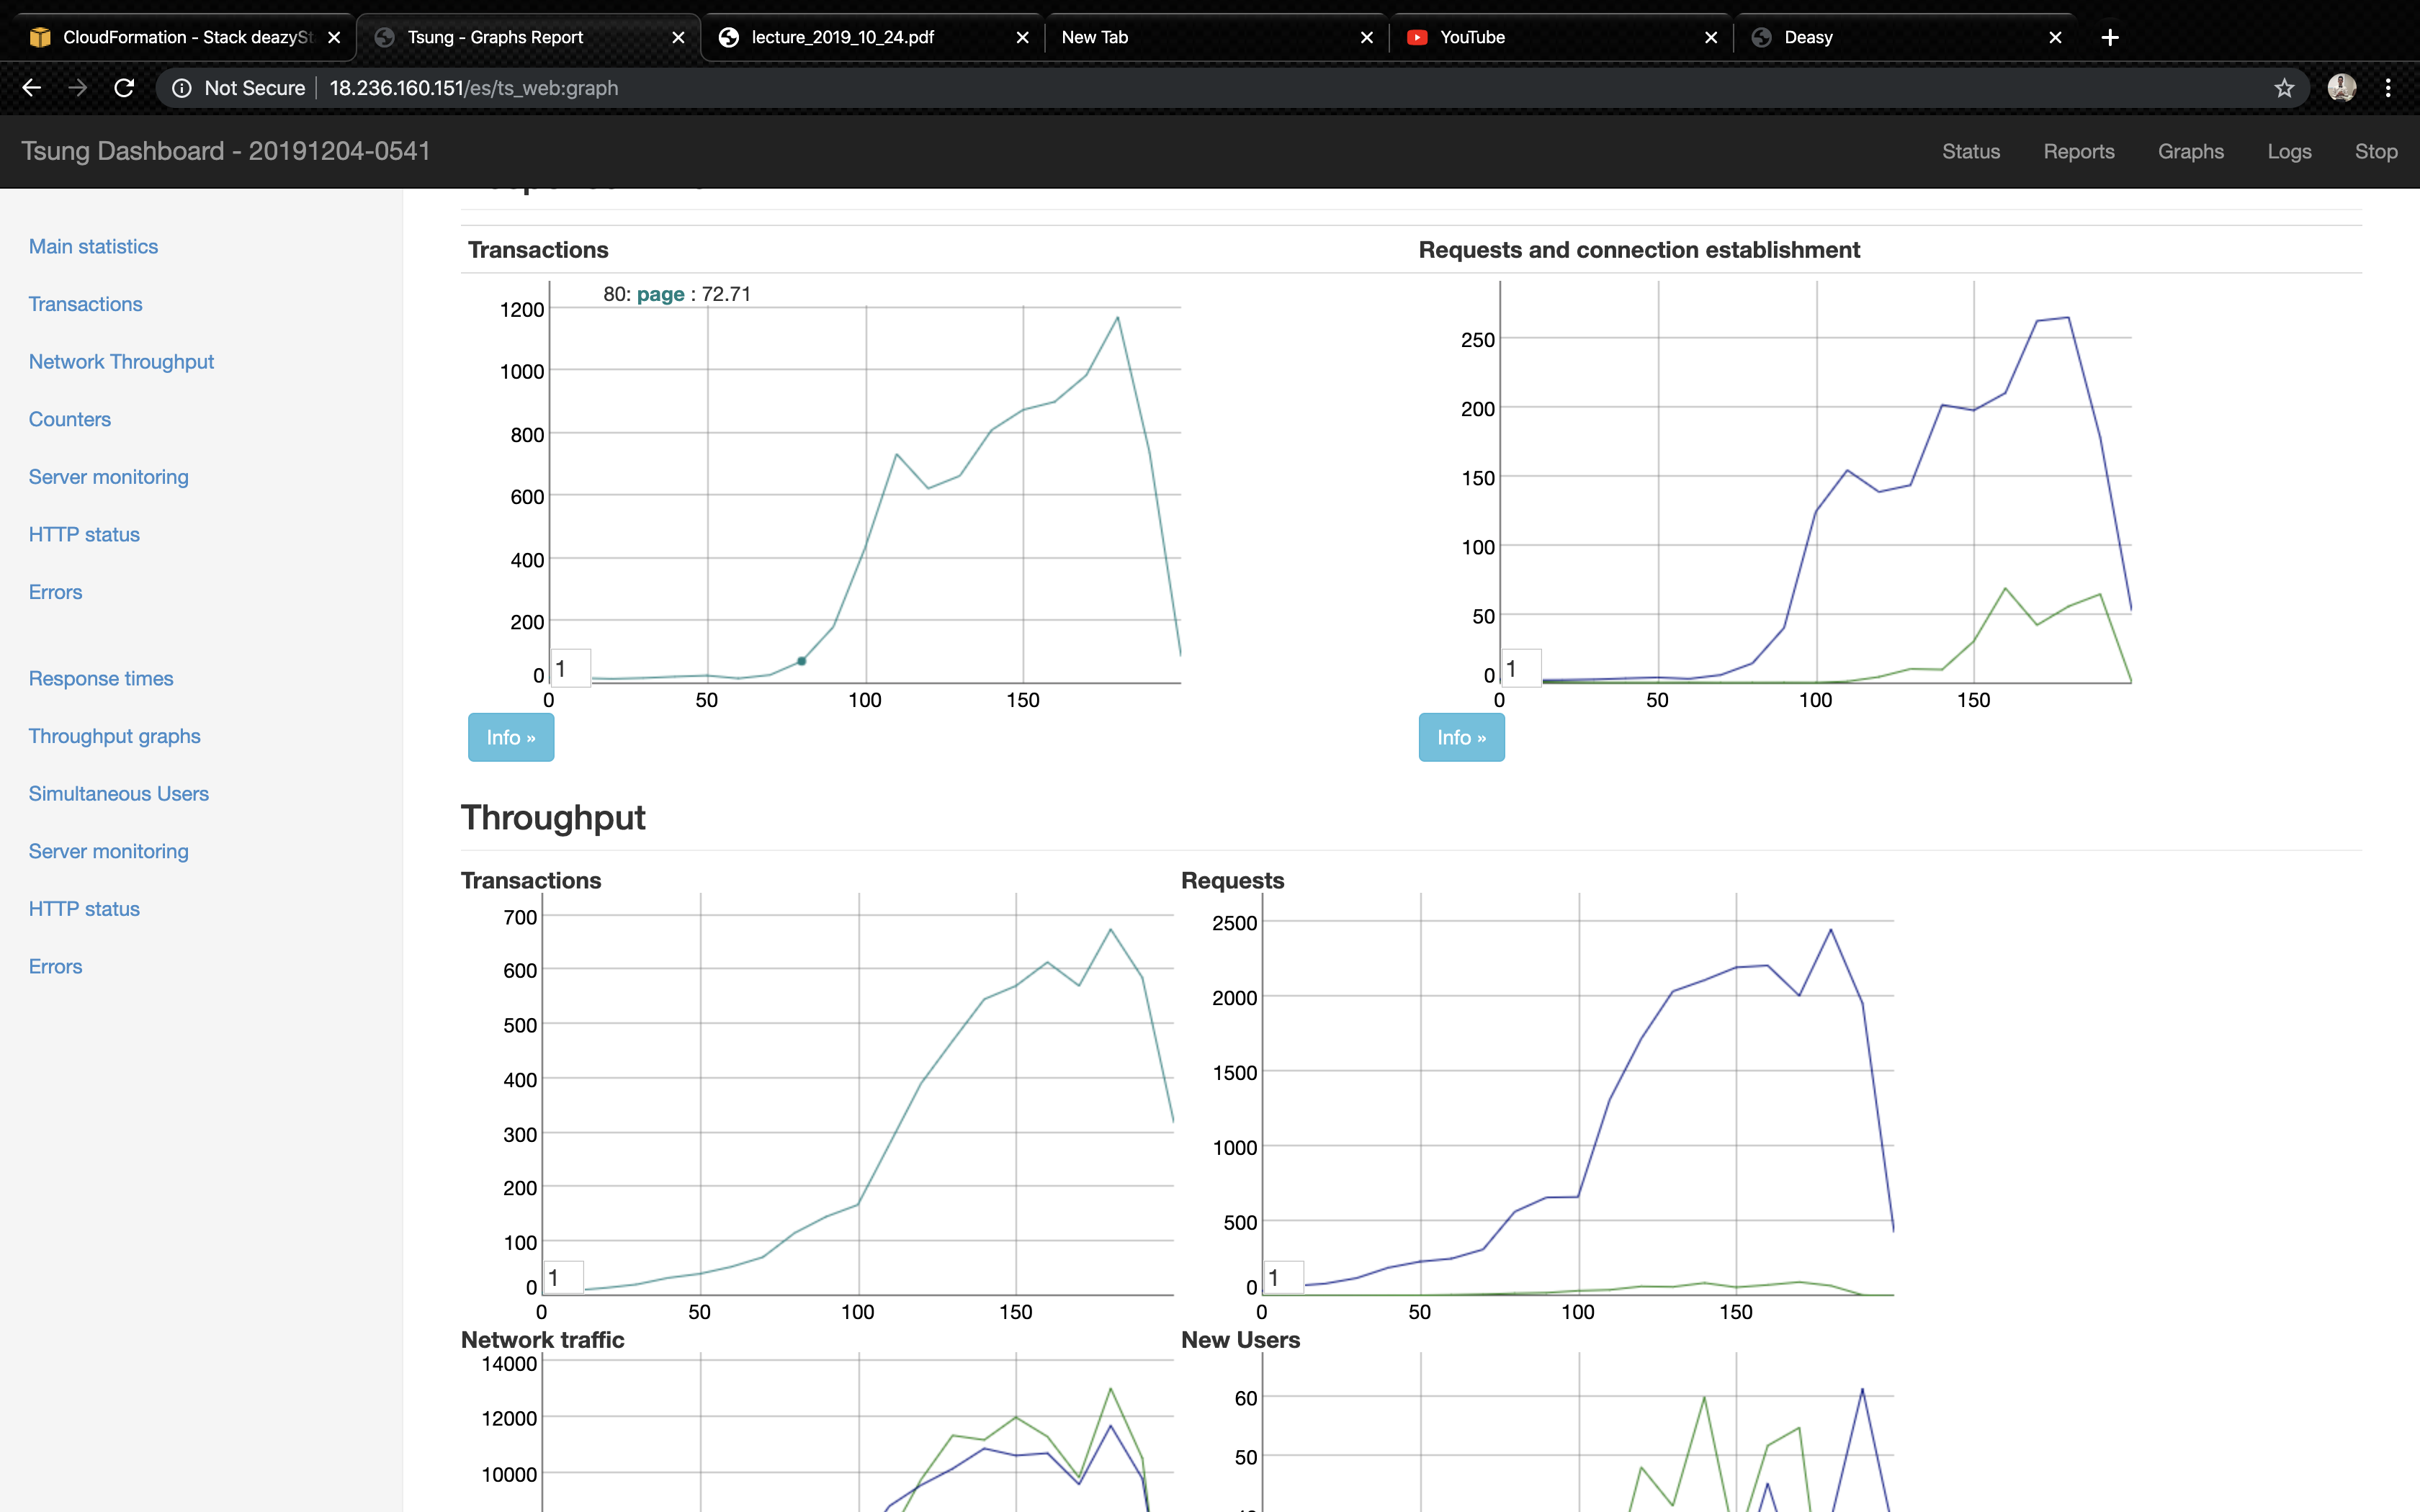 CloudFormation - Stack deazySt
Tsung - Graphs Report
lecture_2019_10_24.pdf
New Tab
YouTube
Deasy
Not Secure
18.236.160.151/es/ts_web:graph
Tsung Dashboard - 20191204-0541
Status
Reports
Graphs
Logs
Stop
Main statistics
Transactions
Network Throughput
Counters
Server monitoring
HTTP status
Errors
Response times
Throughput graphs
Simultaneous Users
Server monitoring
HTTP status
Errors
Transactions
80: page : 72.71
1200
1000
800
600
400
200
0
1
0 50 100 150
Info »
Requests and connection establishment
250
200
150
100
50
0
1
0 50 100 150
Info »
Throughput
Transactions
700
600
500
400
300
200
100
0
1
0 50 100 150
Requests
2500
2000
1500
1000
500
0
1
0 50 100 150
Network traffic
14000
12000
10000
New Users
60
50